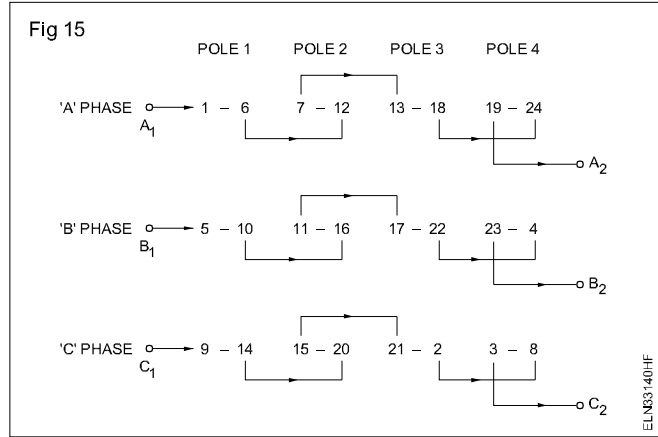 Fig 15
POLE 1 POLE 2 POLE 3 POLE 4
'A' PHASE 1 – 6 7 – 12 13 – 18 19 – 24
A1
A2
'B' PHASE 5 – 10 11 – 16 17 – 22 23 – 4
B1
B2
'C' PHASE 9 – 14 15 – 20 21 – 2 3 – 8
C1
C2
ELN33140HF